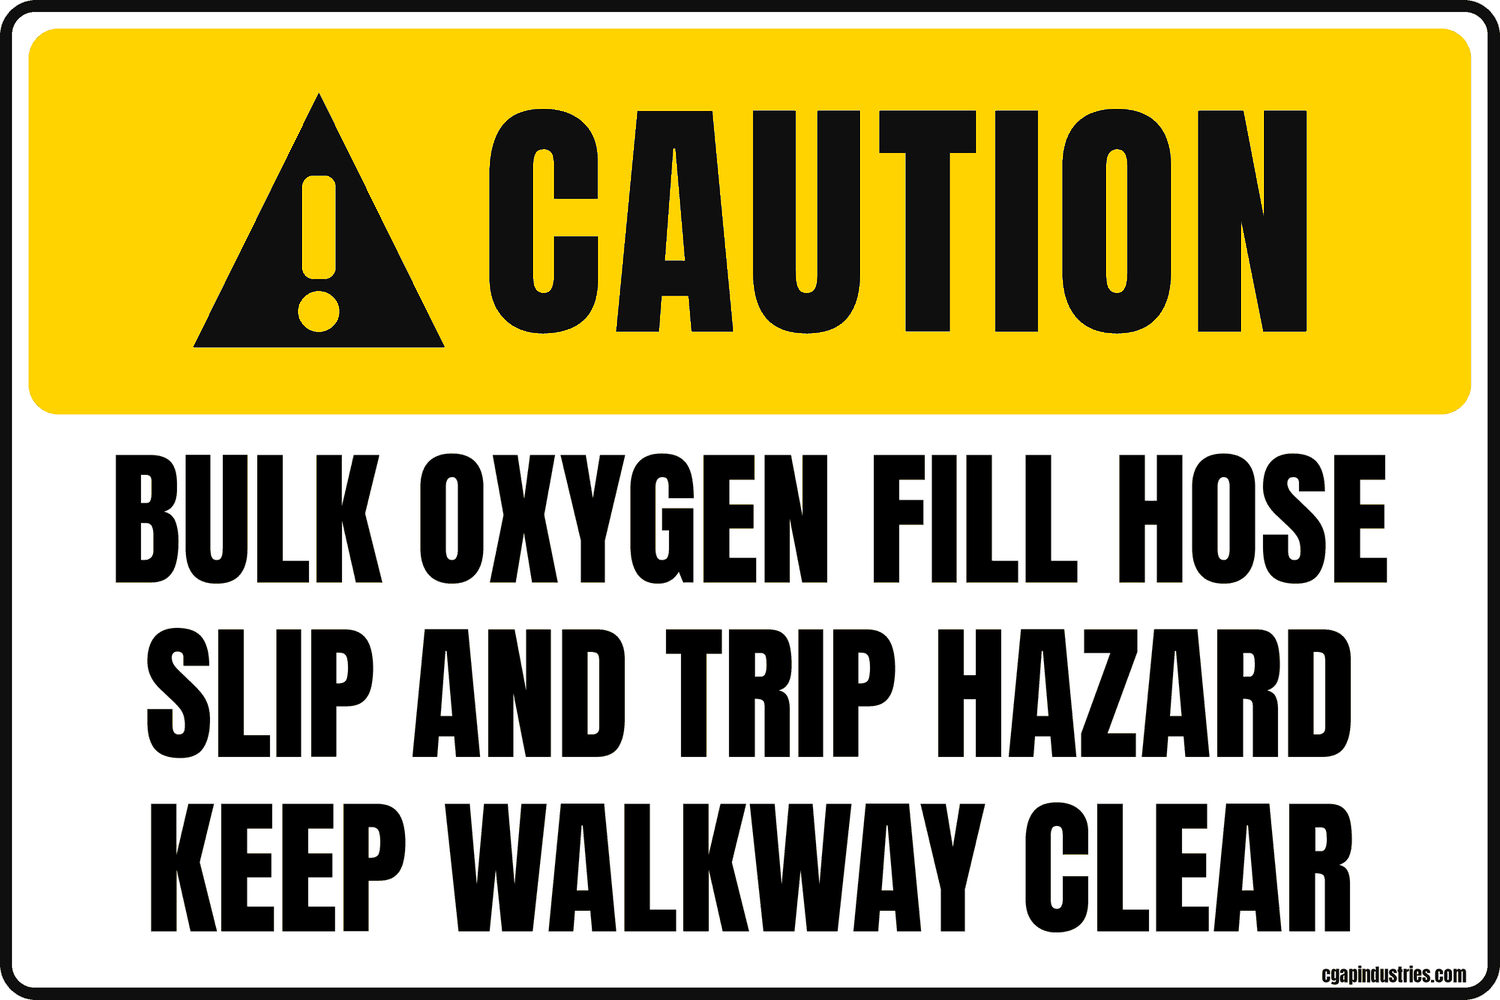 CAUTION
BULK OXYGEN FILL HOSE
SLIP AND TRIP HAZARD
KEEP WALKWAY CLEAR
cgapindustries.com